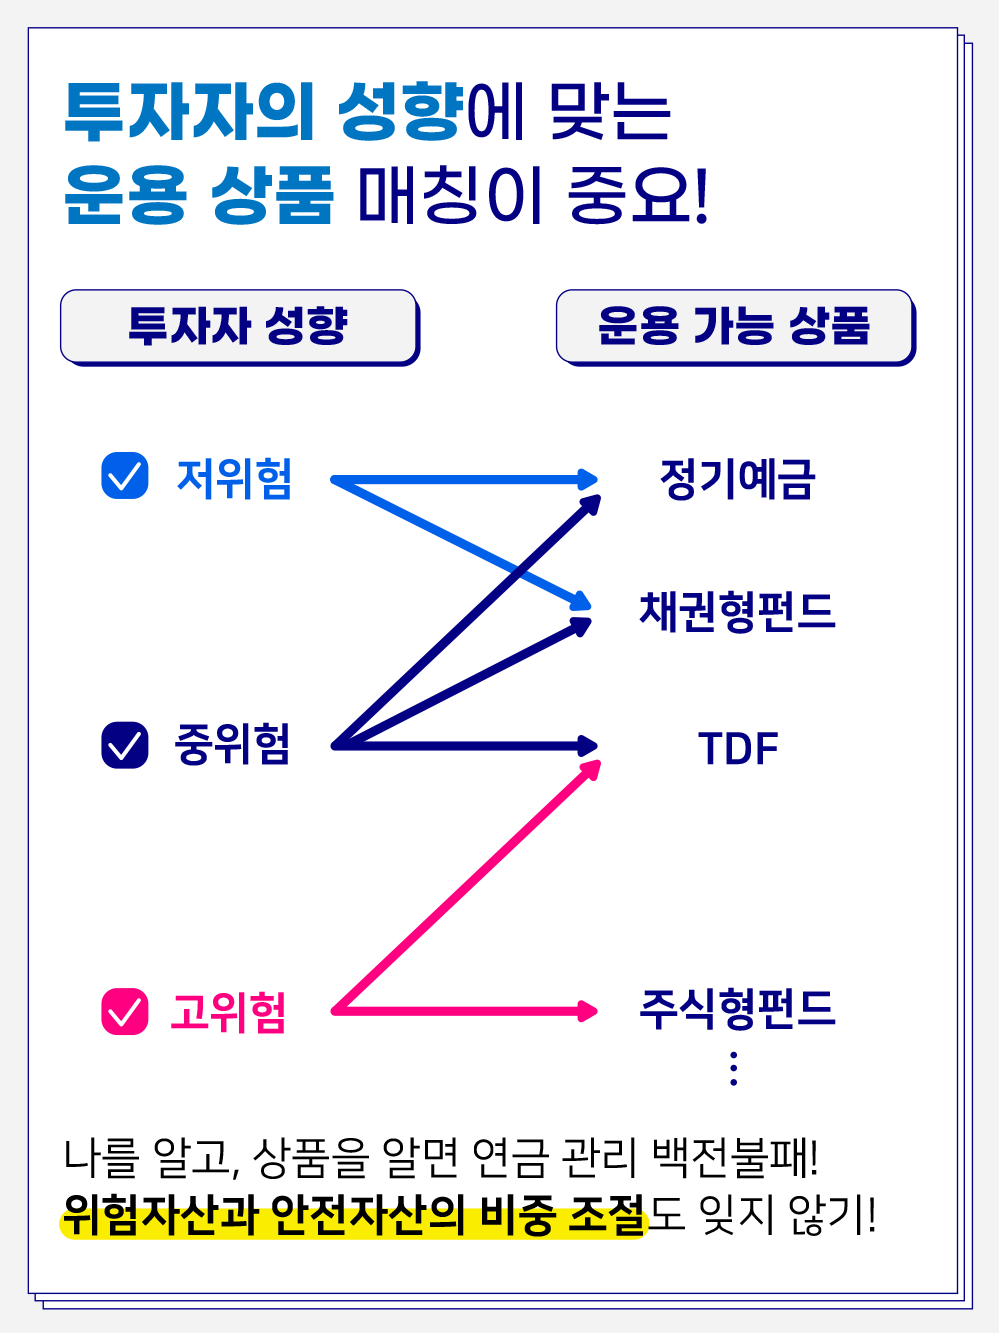 투자자의 성향에 맞는
운용 상품 매칭이 중요!
투자자 성향
운용 가능 상품
저위험
정기예금
채권형펀드
중위험
TDF
고위험
주식형펀드
⋮
나를 알고, 상품을 알면 연금 관리 백전불패!
위험자산과 안전자산의 비중 조절도 잊지 않기!